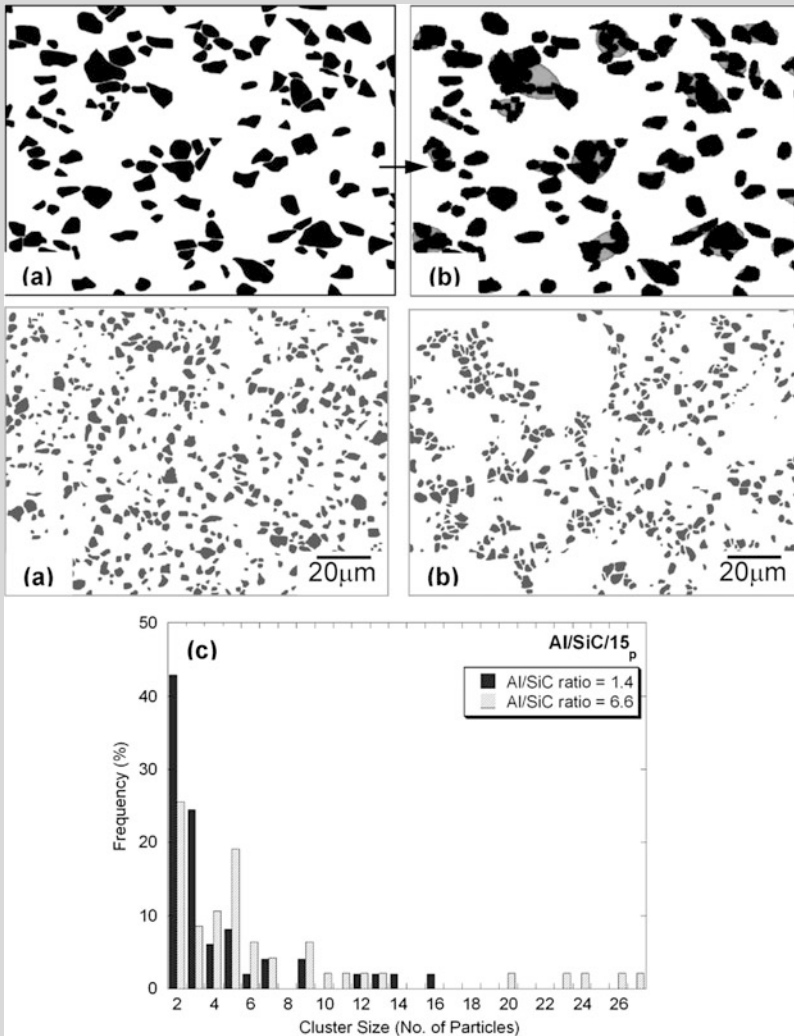 (a)
(b)
(a)
20μm
(b)
20μm
50
40
30
20
10
0
Frequency (%)
(c)
Al/SiC/15p
Al/SiC ratio = 1.4
Al/SiC ratio = 6.6
2 4 6 8 10 12 14 16 18 20 22 24 26
Cluster Size (No. of Particles)